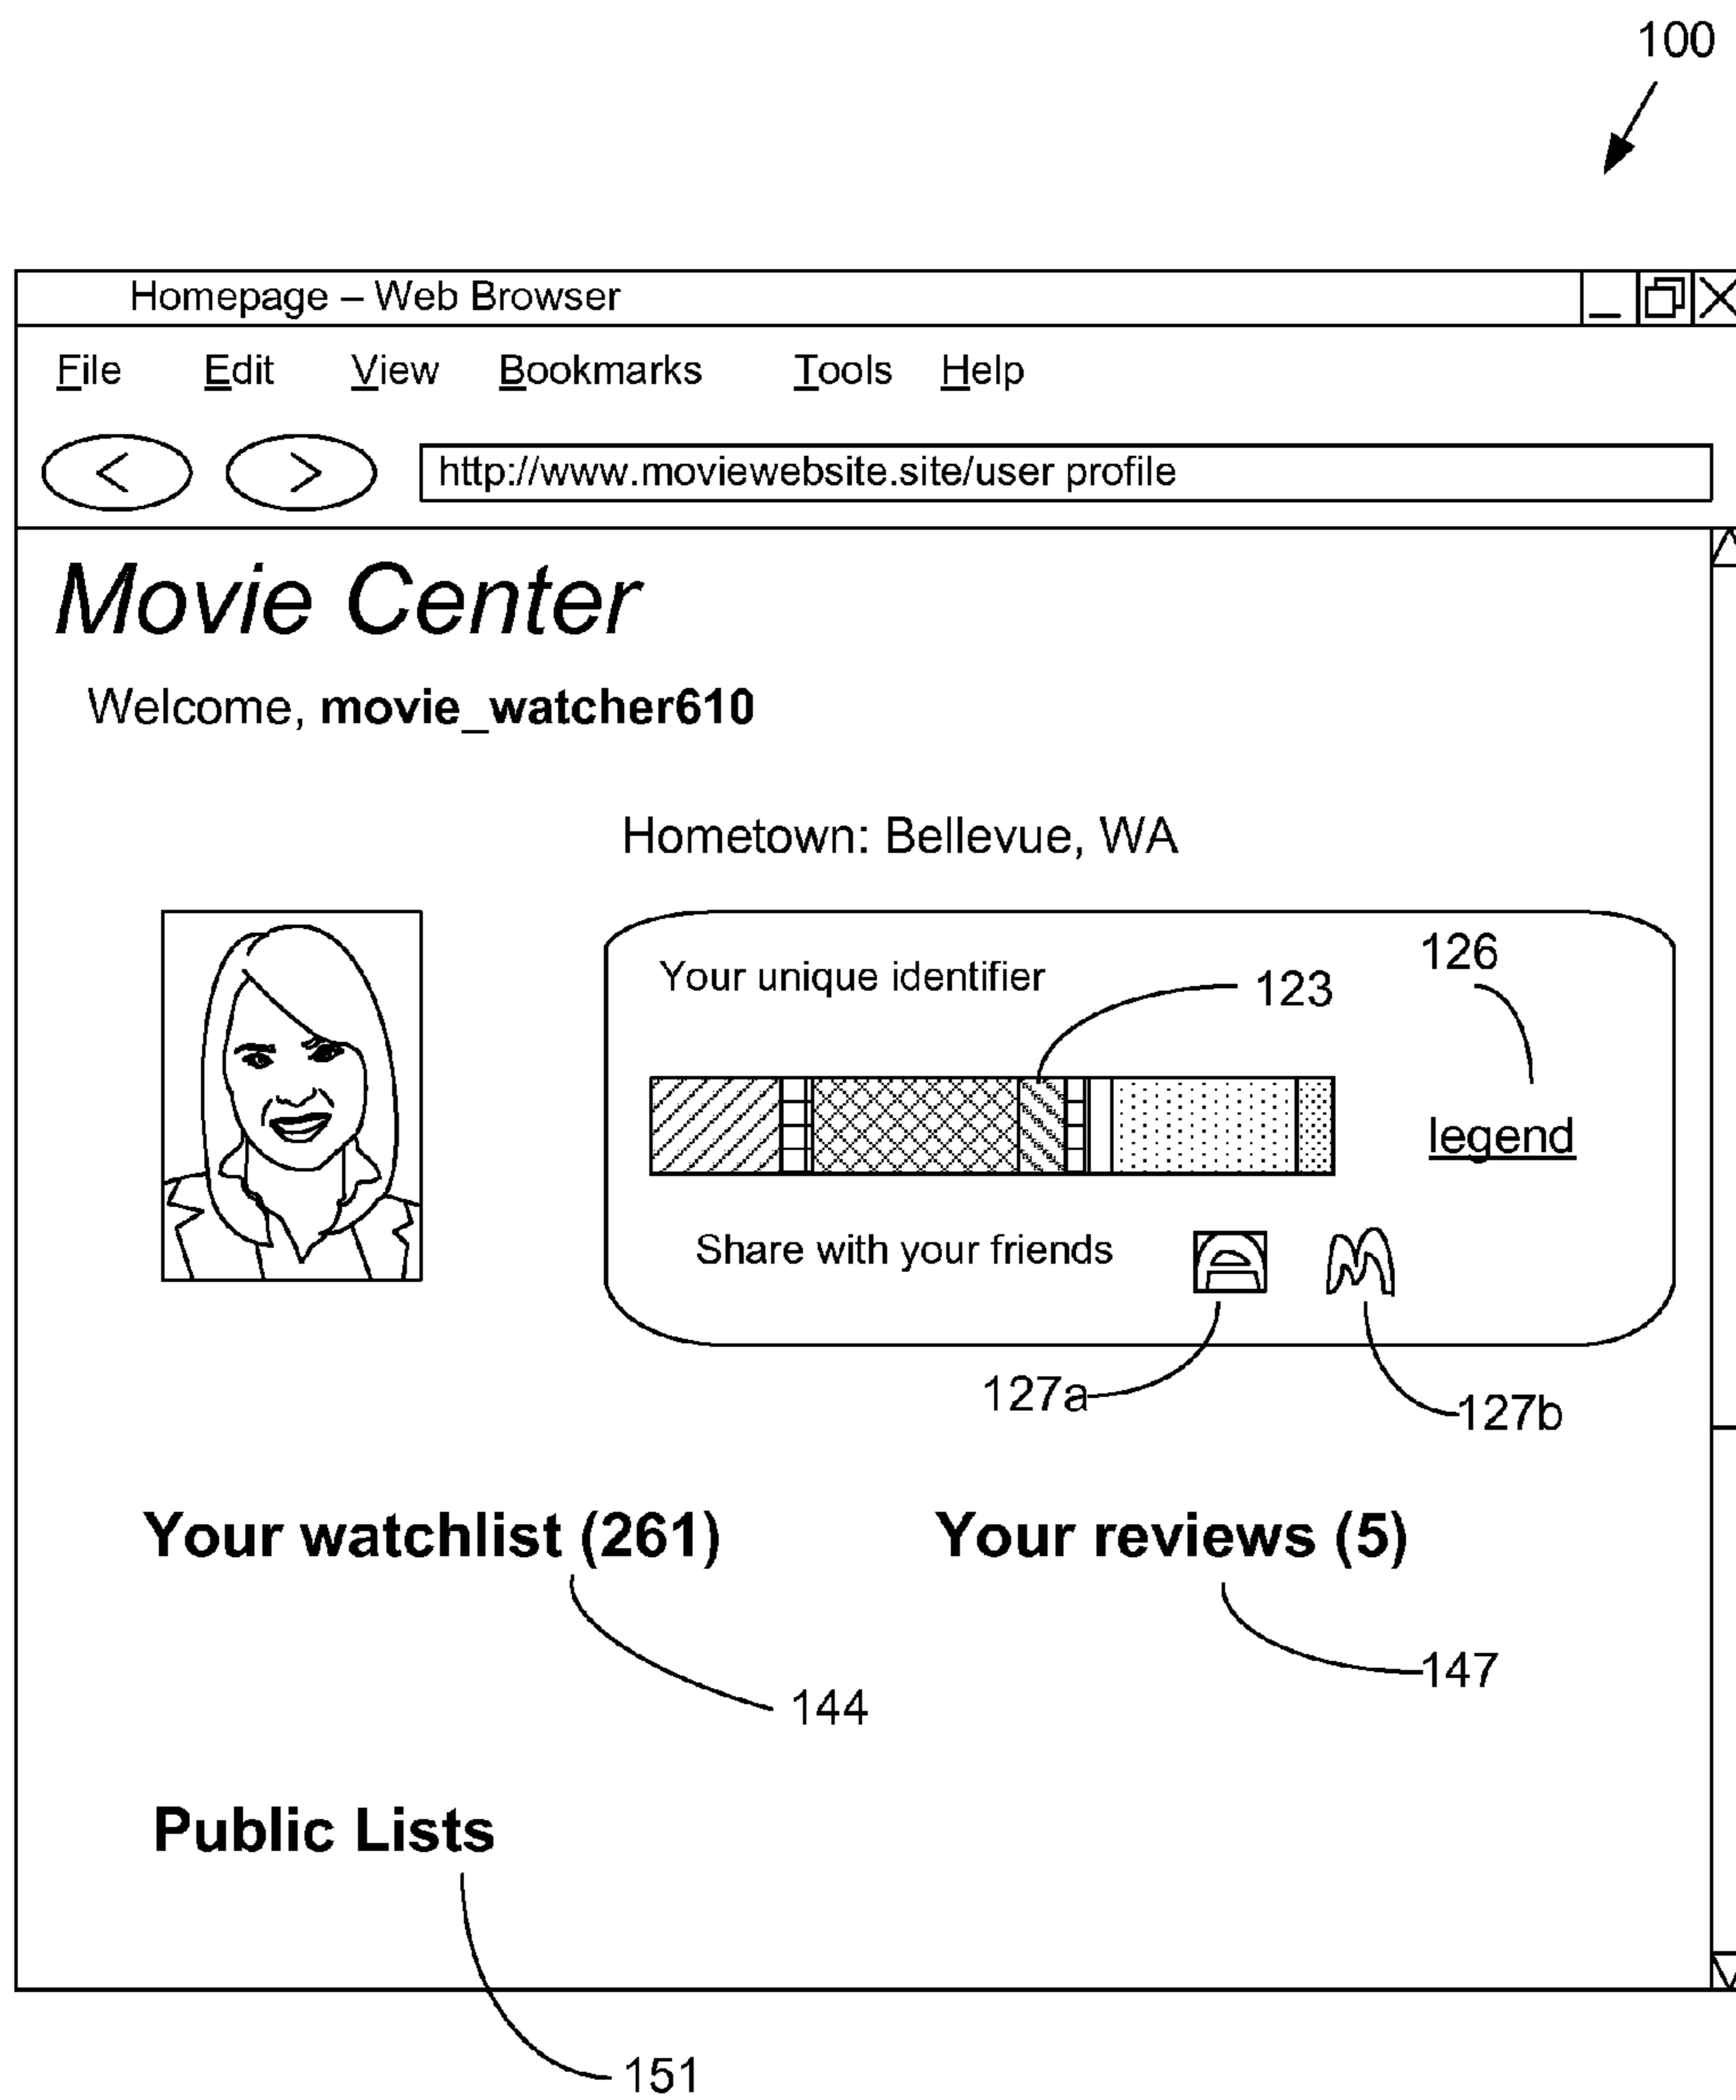 100
Homepage – Web Browser
File Edit View Bookmarks Tools Help
< > http://www.moviewebsite.site/user profile
Movie Center
Welcome, movie_watcher610
Hometown: Bellevue, WA
126
Your unique identifier 123
legend
Share with your friends
127a 127b
Your watchlist (261) Your reviews (5)
147
144
Public Lists
151